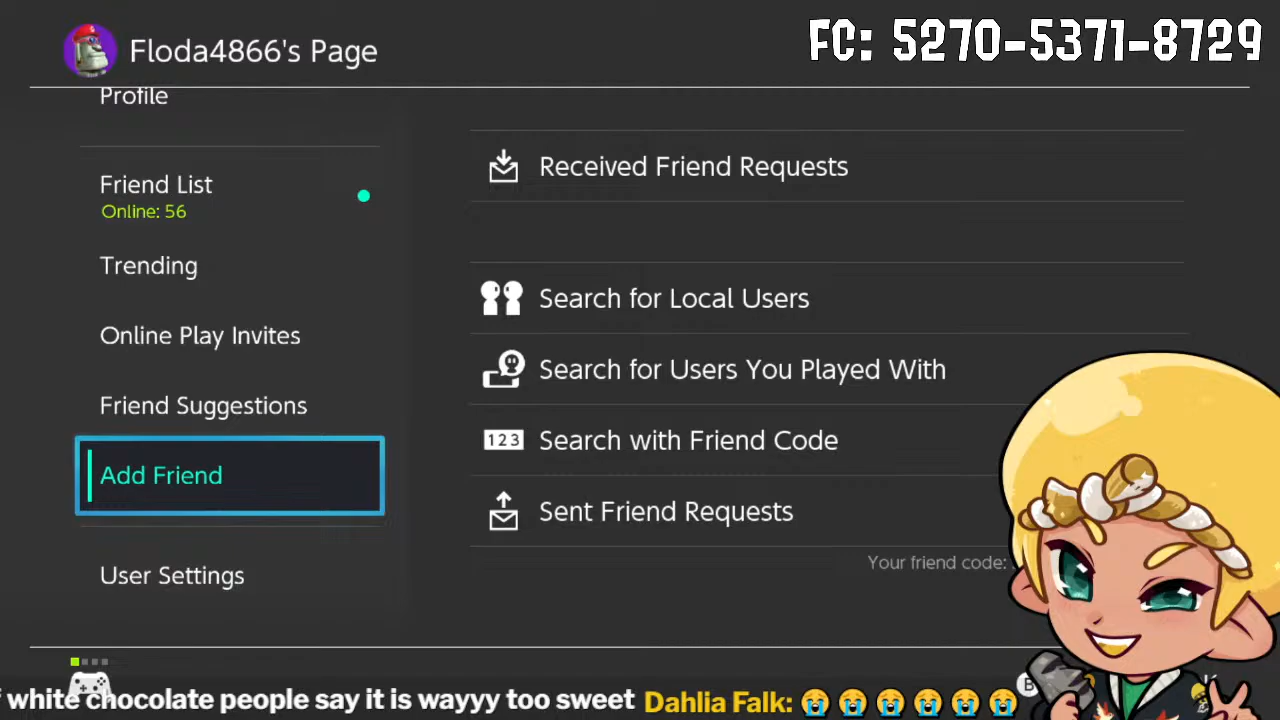 Floda4866's Page
FC: 5270-5371-8729
Profile
Friend List
Online: 56
Trending
Online Play Invites
Friend Suggestions
Add Friend
User Settings
Received Friend Requests
Search for Local Users
Search for Users You Played With
123 Search with Friend Code
Sent Friend Requests
Your friend code:
B
white chocolate people say it is wayyy too sweet Dahlia Falk: 😭 😭 😭 😭 😭 😭